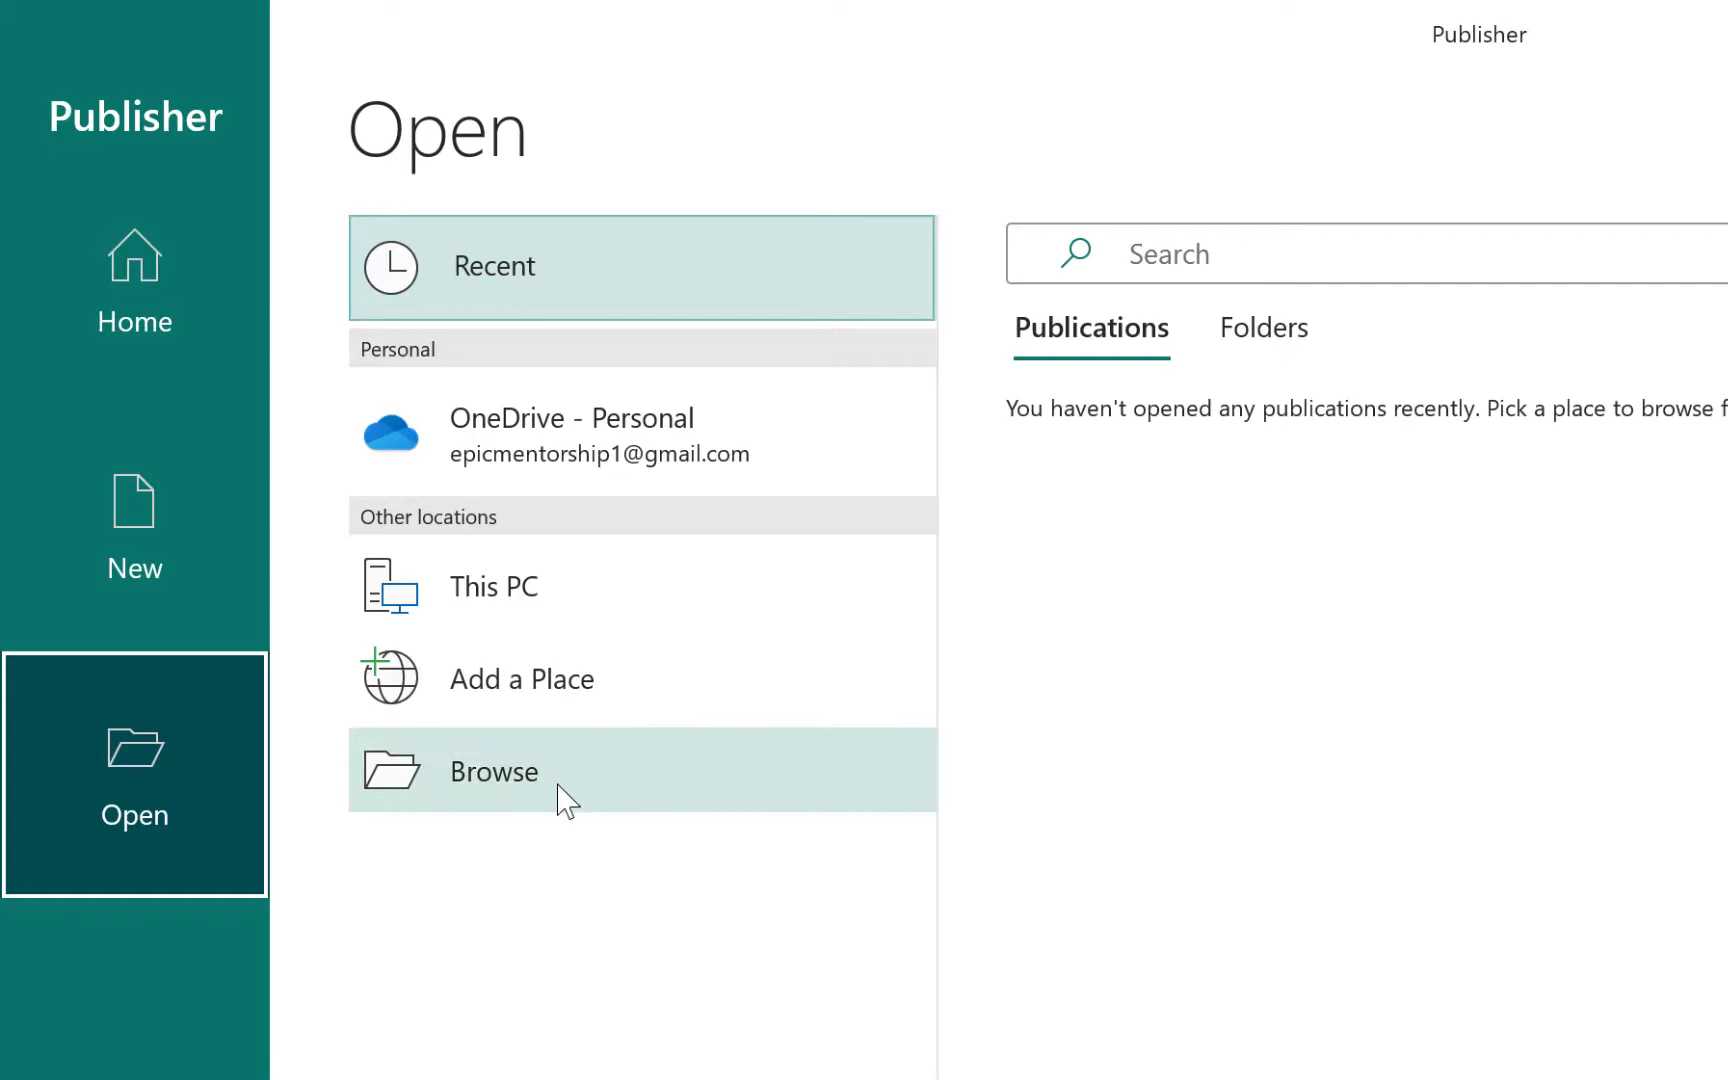 Publisher
Publisher
Home
New
Open
Open
Recent
Personal
OneDrive - Personal
epicmentorship1@gmail.com
Other locations
This PC
Add a Place
Browse
Search
Publications Folders
You haven't opened any publications recently. Pick a place to browse f